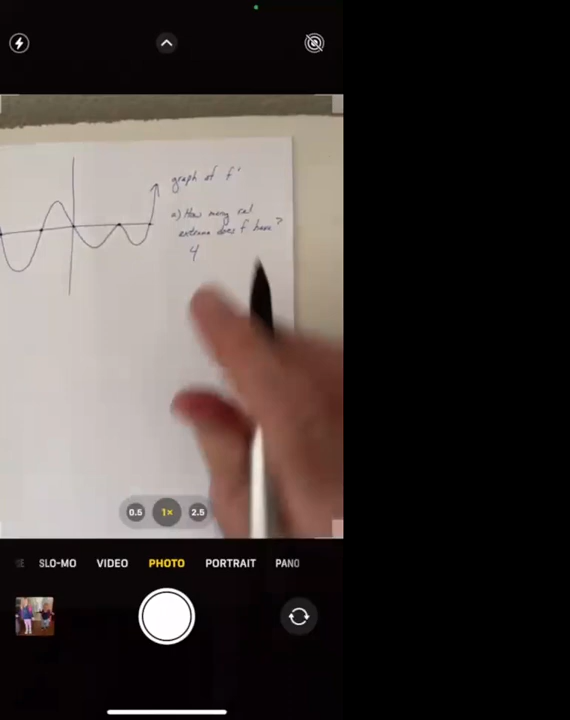 graph of f'
a) How many rel
extrema does f have?
4
0.5 1× 2.5
SLO-MO VIDEO PHOTO PORTRAIT PANO